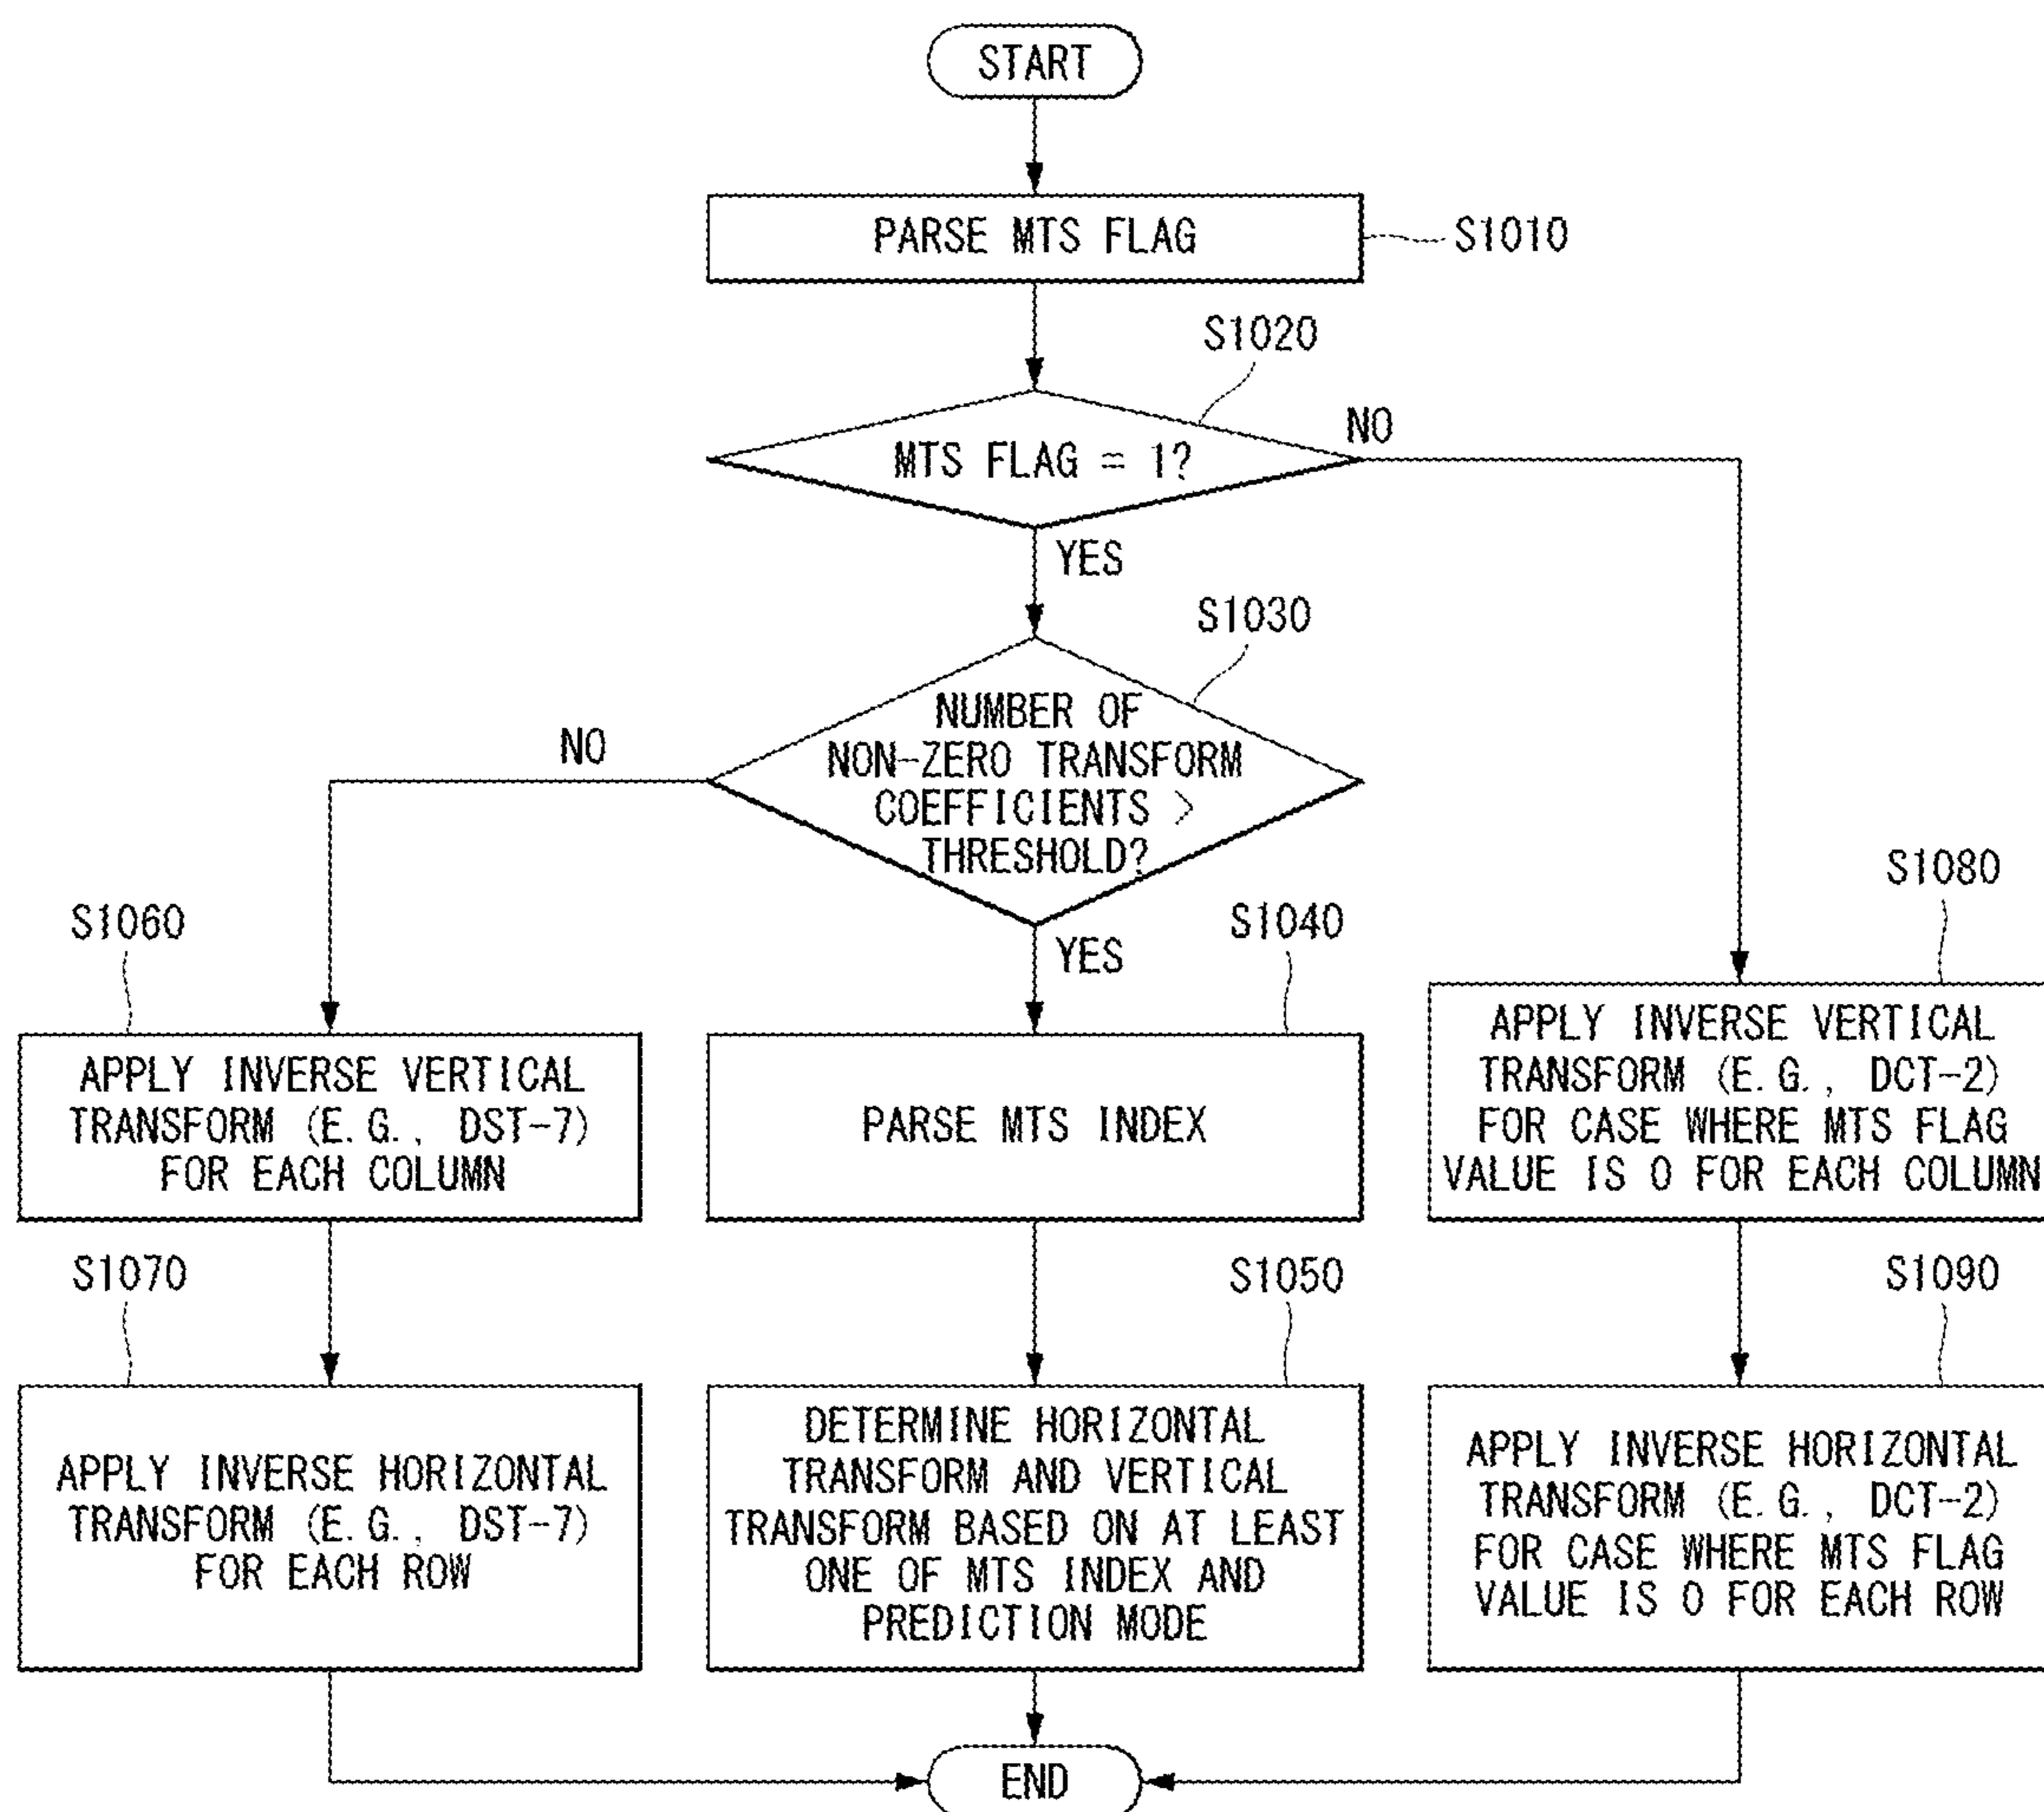 START
PARSE MTS FLAG
S1010
S1020
MTS FLAG = 1?
NO
YES
S1030
NUMBER OF
NON-ZERO TRANSFORM
COEFFICIENTS >
THRESHOLD?
NO
YES
S1060
APPLY INVERSE VERTICAL
TRANSFORM (E.G., DST-7)
FOR EACH COLUMN
S1040
PARSE MTS INDEX
S1080
APPLY INVERSE VERTICAL
TRANSFORM (E.G., DCT-2)
FOR CASE WHERE MTS FLAG
VALUE IS 0 FOR EACH COLUMN
S1070
APPLY INVERSE HORIZONTAL
TRANSFORM (E.G., DST-7)
FOR EACH ROW
S1050
DETERMINE HORIZONTAL
TRANSFORM AND VERTICAL
TRANSFORM BASED ON AT LEAST
ONE OF MTS INDEX AND
PREDICTION MODE
S1090
APPLY INVERSE HORIZONTAL
TRANSFORM (E.G., DCT-2)
FOR CASE WHERE MTS FLAG
VALUE IS 0 FOR EACH ROW
END